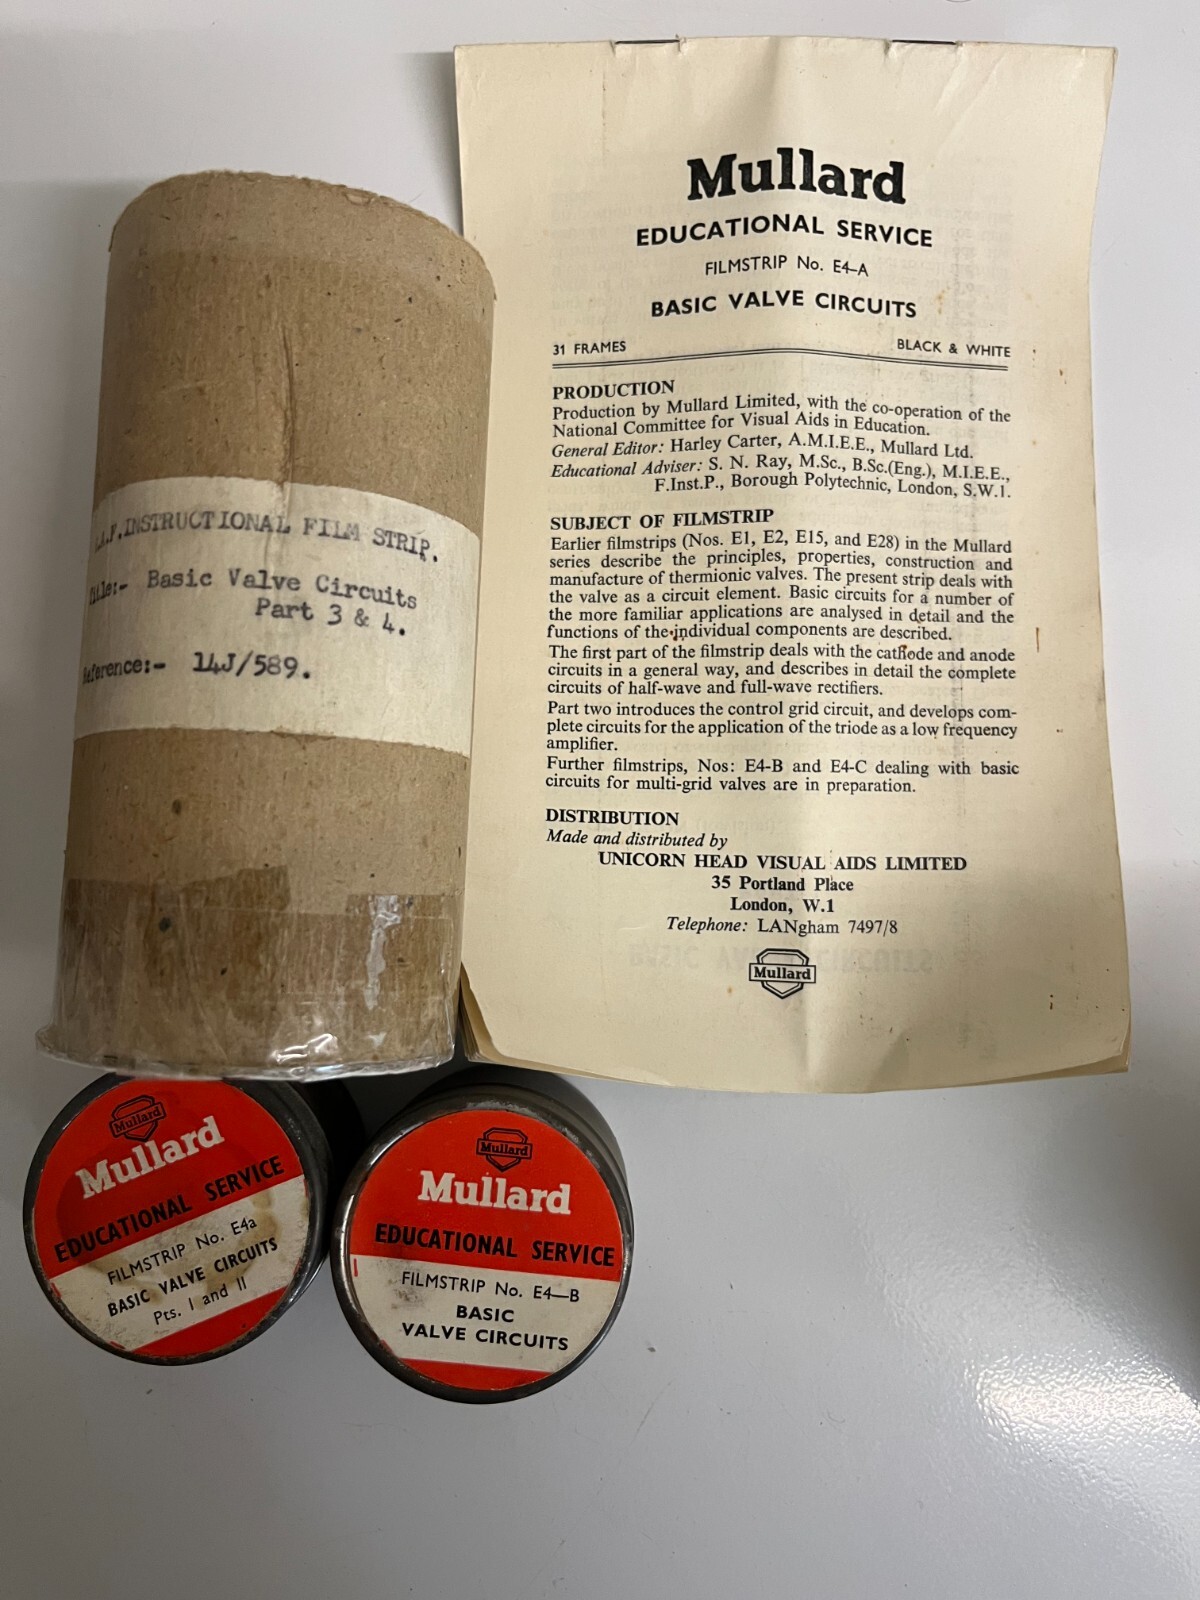 Mullard
EDUCATIONAL SERVICE
FILMSTRIP No. E4–A
BASIC VALVE CIRCUITS
31 FRAMES BLACK & WHITE
PRODUCTION
Production by Mullard Limited, with the co-operation of the
National Committee for Visual Aids in Education.
General Editor: Harley Carter, A.M.I.E.E., Mullard Ltd.
Educational Adviser: S. N. Ray, M.Sc., B.Sc.(Eng.), M.I.E.E.,
F.Inst.P., Borough Polytechnic, London, S.W.1.
SUBJECT OF FILMSTRIP
Earlier filmstrips (Nos. E1, E2, E15, and E28) in the Mullard
series describe the principles, properties, construction and
manufacture of thermionic valves. The present strip deals with
the valve as a circuit element. Basic circuits for a number of
the more familiar applications are analysed in detail and the
functions of the individual components are described.
The first part of the filmstrip deals with the cathode and anode
circuits in a general way, and describes in detail the complete
circuits of half-wave and full-wave rectifiers.
Part two introduces the control grid circuit, and develops com-
plete circuits for the application of the triode as a low frequency
amplifier.
Further filmstrips, Nos: E4-B and E4-C dealing with basic
circuits for multi-grid valves are in preparation.
DISTRIBUTION
Made and distributed by
UNICORN HEAD VISUAL AIDS LIMITED
35 Portland Place
London, W.1
Telephone: LANgham 7497/8
Mullard
INSTRUCTIONAL FILM STRIP.
Title:- Basic Valve Circuits
Part 3 & 4.
Reference:- 14J/589.
Mullard
Mullard
EDUCATIONAL SERVICE
FILMSTRIP No. E4a
BASIC VALVE CIRCUITS
Pts. I and II
Mullard
Mullard
EDUCATIONAL SERVICE
FILMSTRIP No. E4—B
BASIC
VALVE CIRCUITS